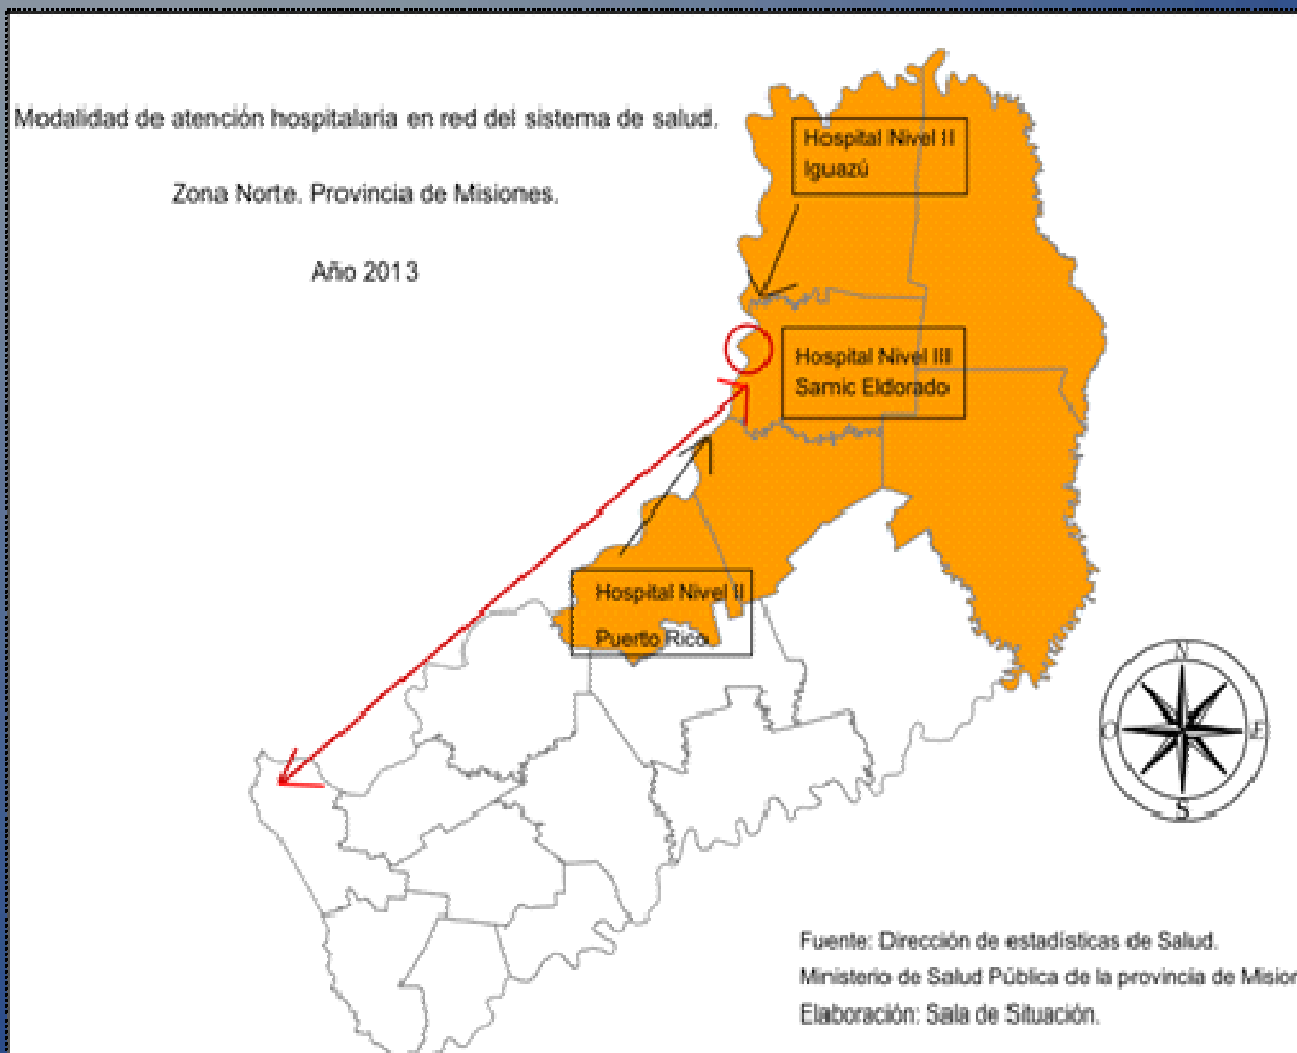 Modalidad de atención hospitalaria en red del sistema de salud.
Zona Norte. Provincia de Misiones.
Año 2013
Hospital Nivel II
Iguazú
Hospital Nivel III
Samic Eldorado
Hospital Nivel II
Puerto Rico
N
O
E
S
Fuente: Dirección de estadísticas de Salud.
Ministerio de Salud Pública de la provincia de Mision
Elaboración: Sala de Situación.